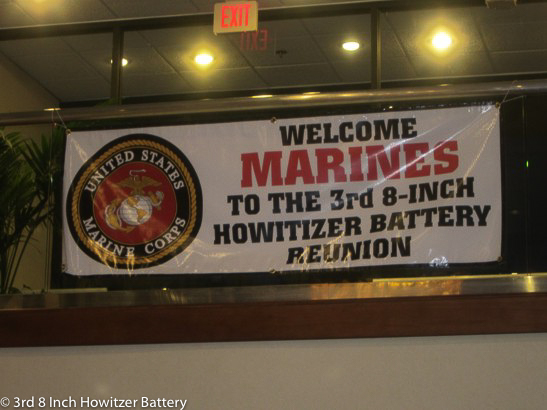 EXIT
UNITED STATES
MARINE CORPS
WELCOME
MARINES
TO THE 3rd 8-INCH
HOWITZER BATTERY
REUNION
© 3rd 8 Inch Howitzer Battery